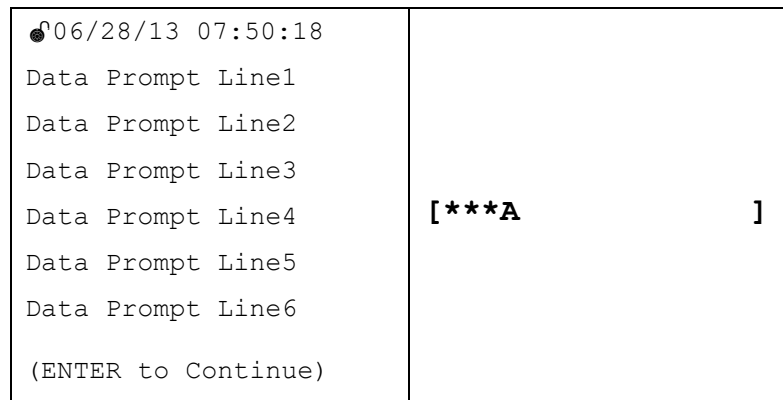 06/28/13 07:50:18
Data Prompt Line1
Data Prompt Line2
Data Prompt Line3
Data Prompt Line4
Data Prompt Line5
Data Prompt Line6
(ENTER to Continue)
[***A ]